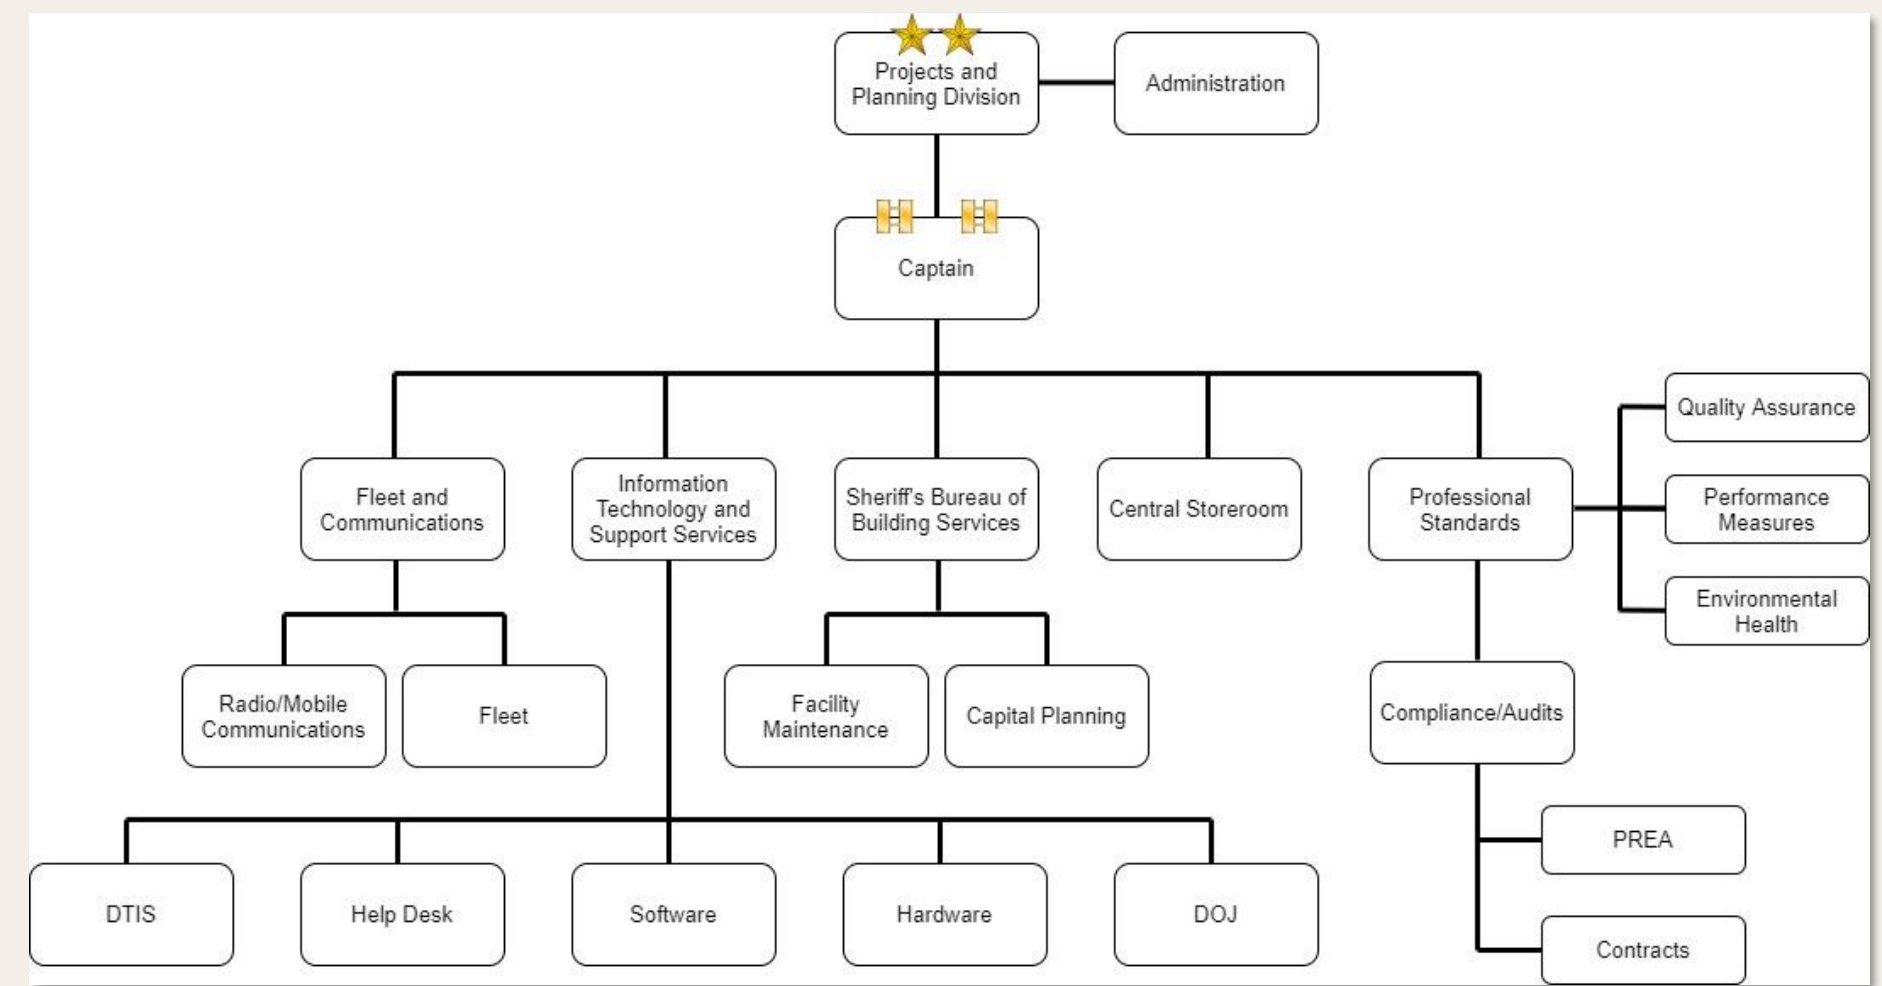 Projects and
Planning Division
Administration
Captain
Fleet and
Communications
Information
Technology and
Support Services
Sheriff's Bureau of
Building Services
Central Storeroom
Professional
Standards
Quality Assurance
Performance
Measures
Environmental
Health
Radio/Mobile
Communications
Fleet
Facility
Maintenance
Capital Planning
Compliance/Audits
PREA
Contracts
DTIS
Help Desk
Software
Hardware
DOJ